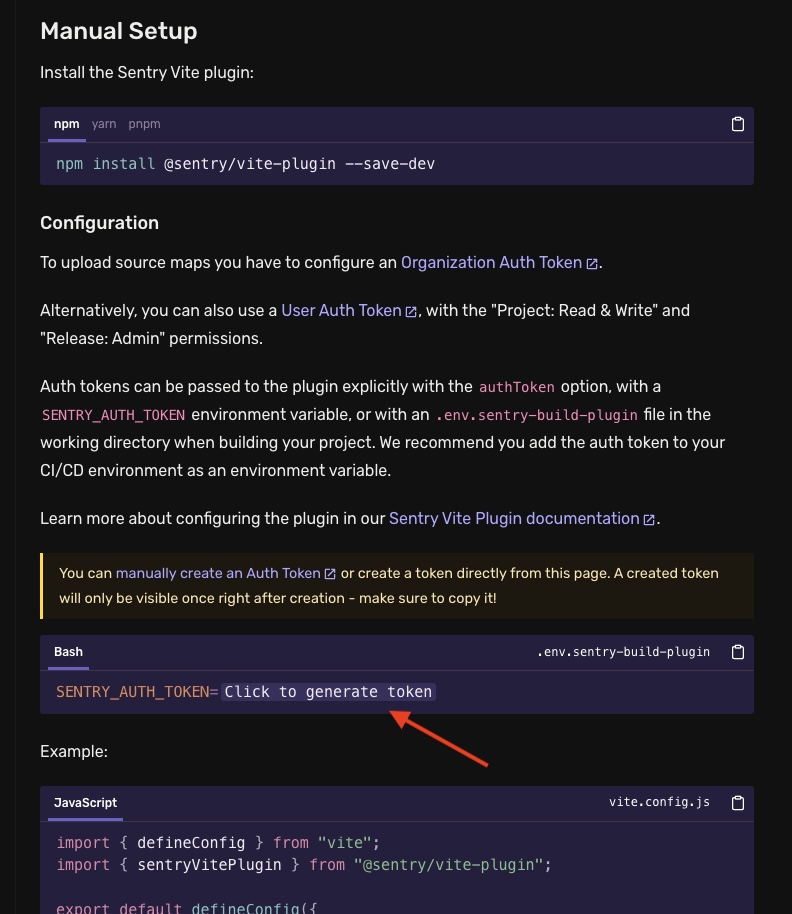 Manual Setup
Install the Sentry Vite plugin:
npm yarn pnpm
npm install @sentry/vite-plugin --save-dev
Configuration
To upload source maps you have to configure an Organization Auth Token.
Alternatively, you can also use a User Auth Token, with the "Project: Read & Write" and
"Release: Admin" permissions.
Auth tokens can be passed to the plugin explicitly with the authToken option, with a
SENTRY_AUTH_TOKEN environment variable, or with an .env.sentry-build-plugin file in the
working directory when building your project. We recommend you add the auth token to your
CI/CD environment as an environment variable.
Learn more about configuring the plugin in our Sentry Vite Plugin documentation.
You can manually create an Auth Token or create a token directly from this page. A created token
will only be visible once right after creation - make sure to copy it!
Bash .env.sentry-build-plugin
SENTRY_AUTH_TOKEN=Click to generate token
Example:
JavaScript vite.config.js
import { defineConfig } from "vite";
import { sentryVitePlugin } from "@sentry/vite-plugin";
export default defineConfig({